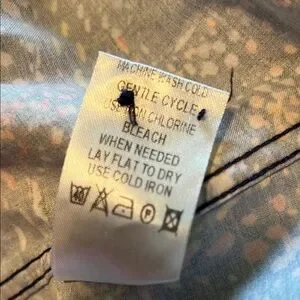 MACHINE WASH COLD
GENTLE CYCLE
USE NON CHLORINE
BLEACH
WHEN NEEDED
LAY FLAT TO DRY
USE COLD IRON